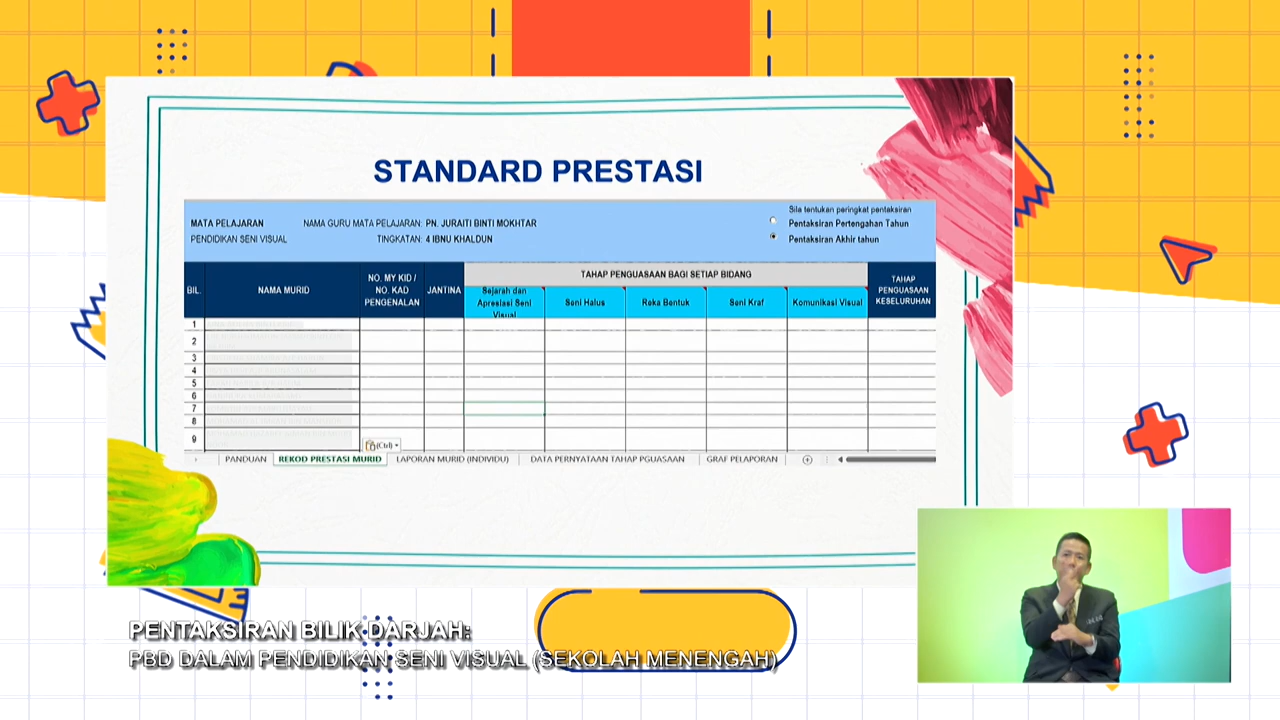 STANDARD PRESTASI
Sila tentukan peringkat pentaksiran
MATA PELAJARAN NAMA GURU MATA PELAJARAN: PN. JURAITI BINTI MOKHTAR Pentaksiran Pertengahan Tahun
PENDIDIKAN SENI VISUAL TINGKATAN: 4 IBNU KHALDUN Pentaksiran Akhir tahun
BIL.
NAMA MURID
NO. MY KID /
NO. KAD
PENGENALAN
JANTINA
TAHAP PENGUASAAN BAGI SETIAP BIDANG
Sejarah dan
Apresiasi Seni
Visual
Seni Halus
Reka Bentuk
Seni Kraf
Komunikasi Visual
TAHAP
PENGUASAAN
KESELURUHAN
1
2
3
4
5
6
7
8
9
(Ctrl)
PANDUAN REKOD PRESTASI MURID LAPORAN MURID (INDIVIDU) DATA PERNYATAAN TAHAP PGUASAAN GRAF PELAPORAN
PENTAKSIRAN BILIK DARJAH:
PBD DALAM PENDIDIKAN SENI VISUAL (SEKOLAH MENENGAH)